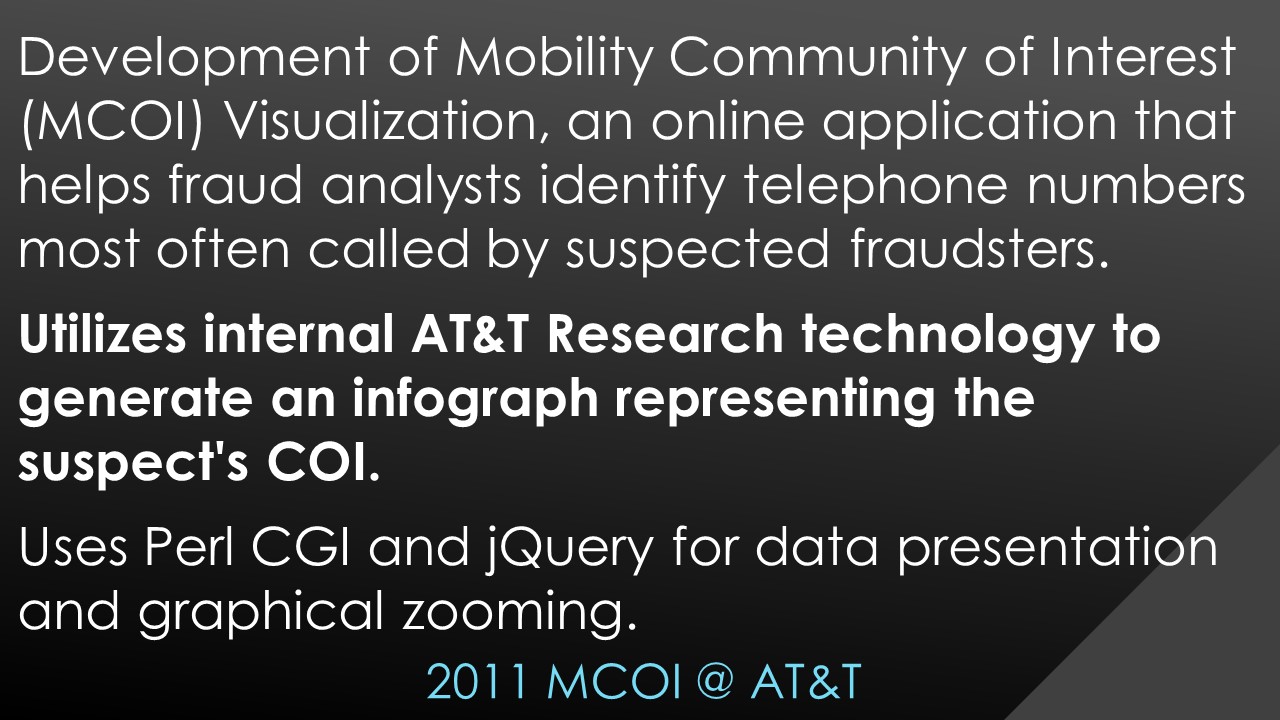 Development of Mobility Community of Interest
(MCOI) Visualization, an online application that
helps fraud analysts identify telephone numbers
most often called by suspected fraudsters.
Utilizes internal AT&T Research technology to
generate an infograph representing the
suspect's COI.
Uses Perl CGI and jQuery for data presentation
and graphical zooming.
2011 MCOI @ AT&T